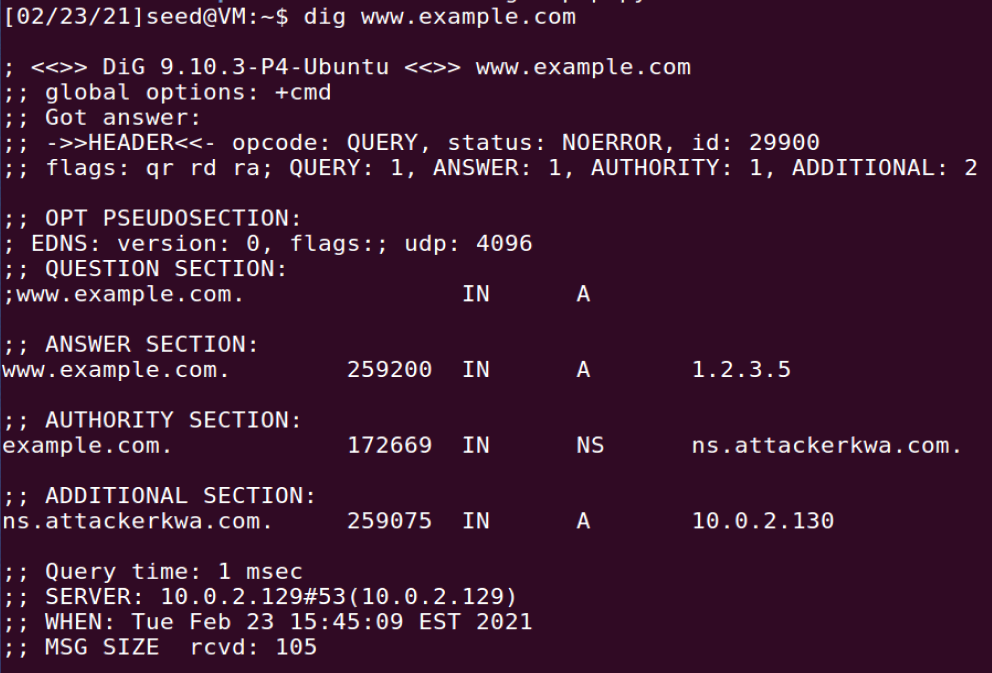 [02/23/21]seed@VM:~$ dig www.example.com
; <<>> DiG 9.10.3-P4-Ubuntu <<>> www.example.com
;; global options: +cmd
;; Got answer:
;; ->>HEADER<<- opcode: QUERY, status: NOERROR, id: 29900
;; flags: qr rd ra; QUERY: 1, ANSWER: 1, AUTHORITY: 1, ADDITIONAL: 2
;; OPT PSEUDOSECTION:
; EDNS: version: 0, flags:; udp: 4096
;; QUESTION SECTION:
;www.example.com. IN A
;; ANSWER SECTION:
www.example.com. 259200 IN A 1.2.3.5
;; AUTHORITY SECTION:
example.com. 172669 IN NS ns.attackerkwa.com.
;; ADDITIONAL SECTION:
ns.attackerkwa.com. 259075 IN A 10.0.2.130
;; Query time: 1 msec
;; SERVER: 10.0.2.129#53(10.0.2.129)
;; WHEN: Tue Feb 23 15:45:09 EST 2021
;; MSG SIZE rcvd: 105